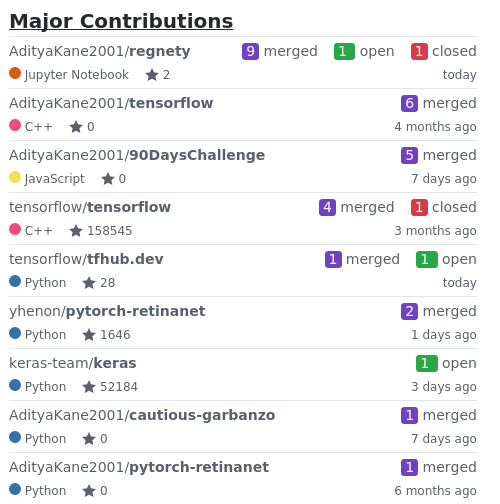 Major Contributions
AdityaKane2001/regnety 9 merged 1 open 1 closed
Jupyter Notebook 2 today
AdityaKane2001/tensorflow 6 merged
C++ 0 4 months ago
AdityaKane2001/90DaysChallenge 5 merged
JavaScript 0 7 days ago
tensorflow/tensorflow 4 merged 1 closed
C++ 158545 3 months ago
tensorflow/tfhub.dev 1 merged 1 open
Python 28 today
yhenon/pytorch-retinanet 2 merged
Python 1646 1 days ago
keras-team/keras 1 open
Python 52184 3 days ago
AdityaKane2001/cautious-garbanzo 1 merged
Python 0 7 days ago
AdityaKane2001/pytorch-retinanet 1 merged
Python 0 6 months ago